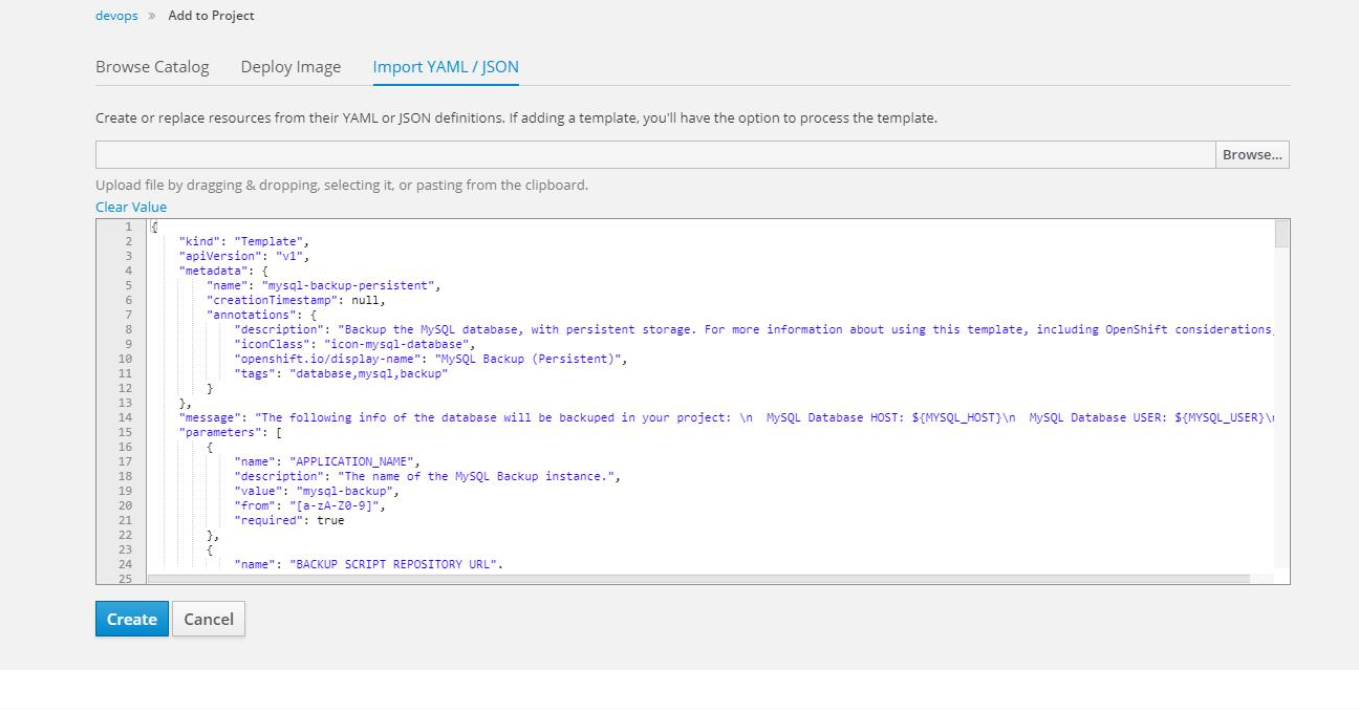 devops » Add to Project
Browse Catalog Deploy Image Import YAML / JSON
Create or replace resources from their YAML or JSON definitions. If adding a template, you'll have the option to process the template.
Browse...
Upload file by dragging & dropping, selecting it, or pasting from the clipboard.
Clear Value
1 {
2 "kind": "Template",
3 "apiVersion": "v1",
4 "metadata": {
5 "name": "mysql-backup-persistent",
6 "creationTimestamp": null,
7 "annotations": {
8 "description": "Backup the MySQL database, with persistent storage. For more information about using this template, including OpenShift considerations,
9 "iconClass": "icon-mysql-database",
10 "openshift.io/display-name": "MySQL Backup (Persistent)",
11 "tags": "database,mysql,backup"
12 }
13 },
14 "message": "The following info of the database will be backuped in your project: \n  MySQL Database HOST: ${MYSQL_HOST}\n  MySQL Database USER: ${MYSQL_USER}\n
15 "parameters": [
16 {
17 "name": "APPLICATION_NAME",
18 "description": "The name of the MySQL Backup instance.",
19 "value": "mysql-backup",
20 "from": "[a-zA-Z0-9]",
21 "required": true
22 },
23 {
24 "name": "BACKUP_SCRIPT_REPOSITORY_URL",
25
Create Cancel